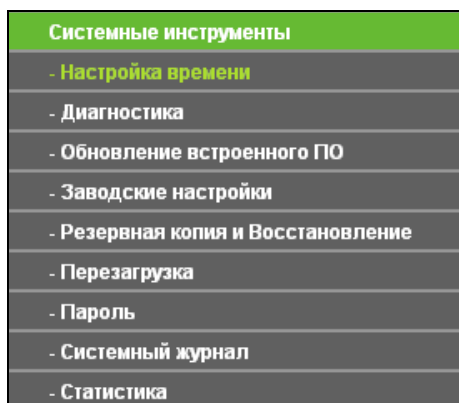 Системные инструменты
- Настройка времени
- Диагностика
- Обновление встроенного ПО
- Заводские настройки
- Резервная копия и Восстановление
- Перезагрузка
- Пароль
- Системный журнал
- Статистика